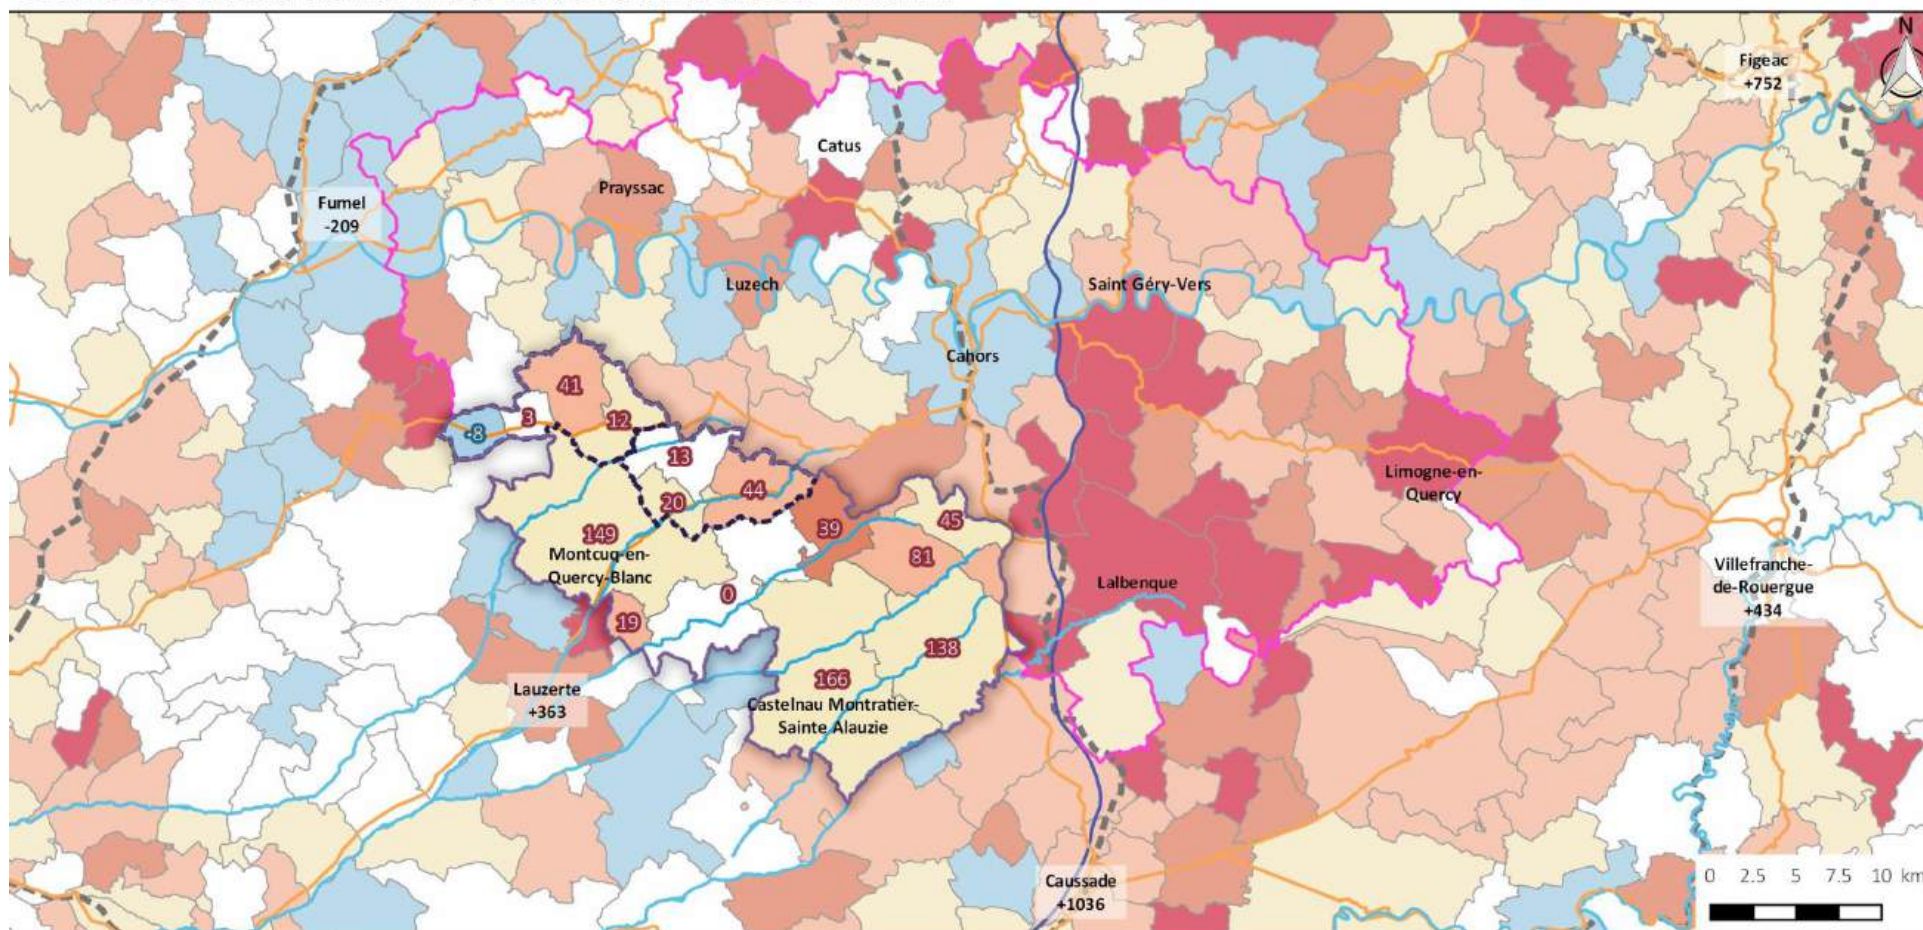 N
Figeac
+752
Catus
Prayssac
Fumel
-209
Luzech
Saint Géry-Vers
Cahors
41
3
12
-8
13
Limogne-en-
Quercy
44
20
39
45
149
81
Montcuq-en-
Quercy-Blanc
Villefranche-
de-Rouergue
+434
Lalbenque
0
19
138
166
Lauzerte
+363
Castelnau Montratier-
Sainte Alauzie
Caussade
+1036
0 2.5 5 7.5 10 km